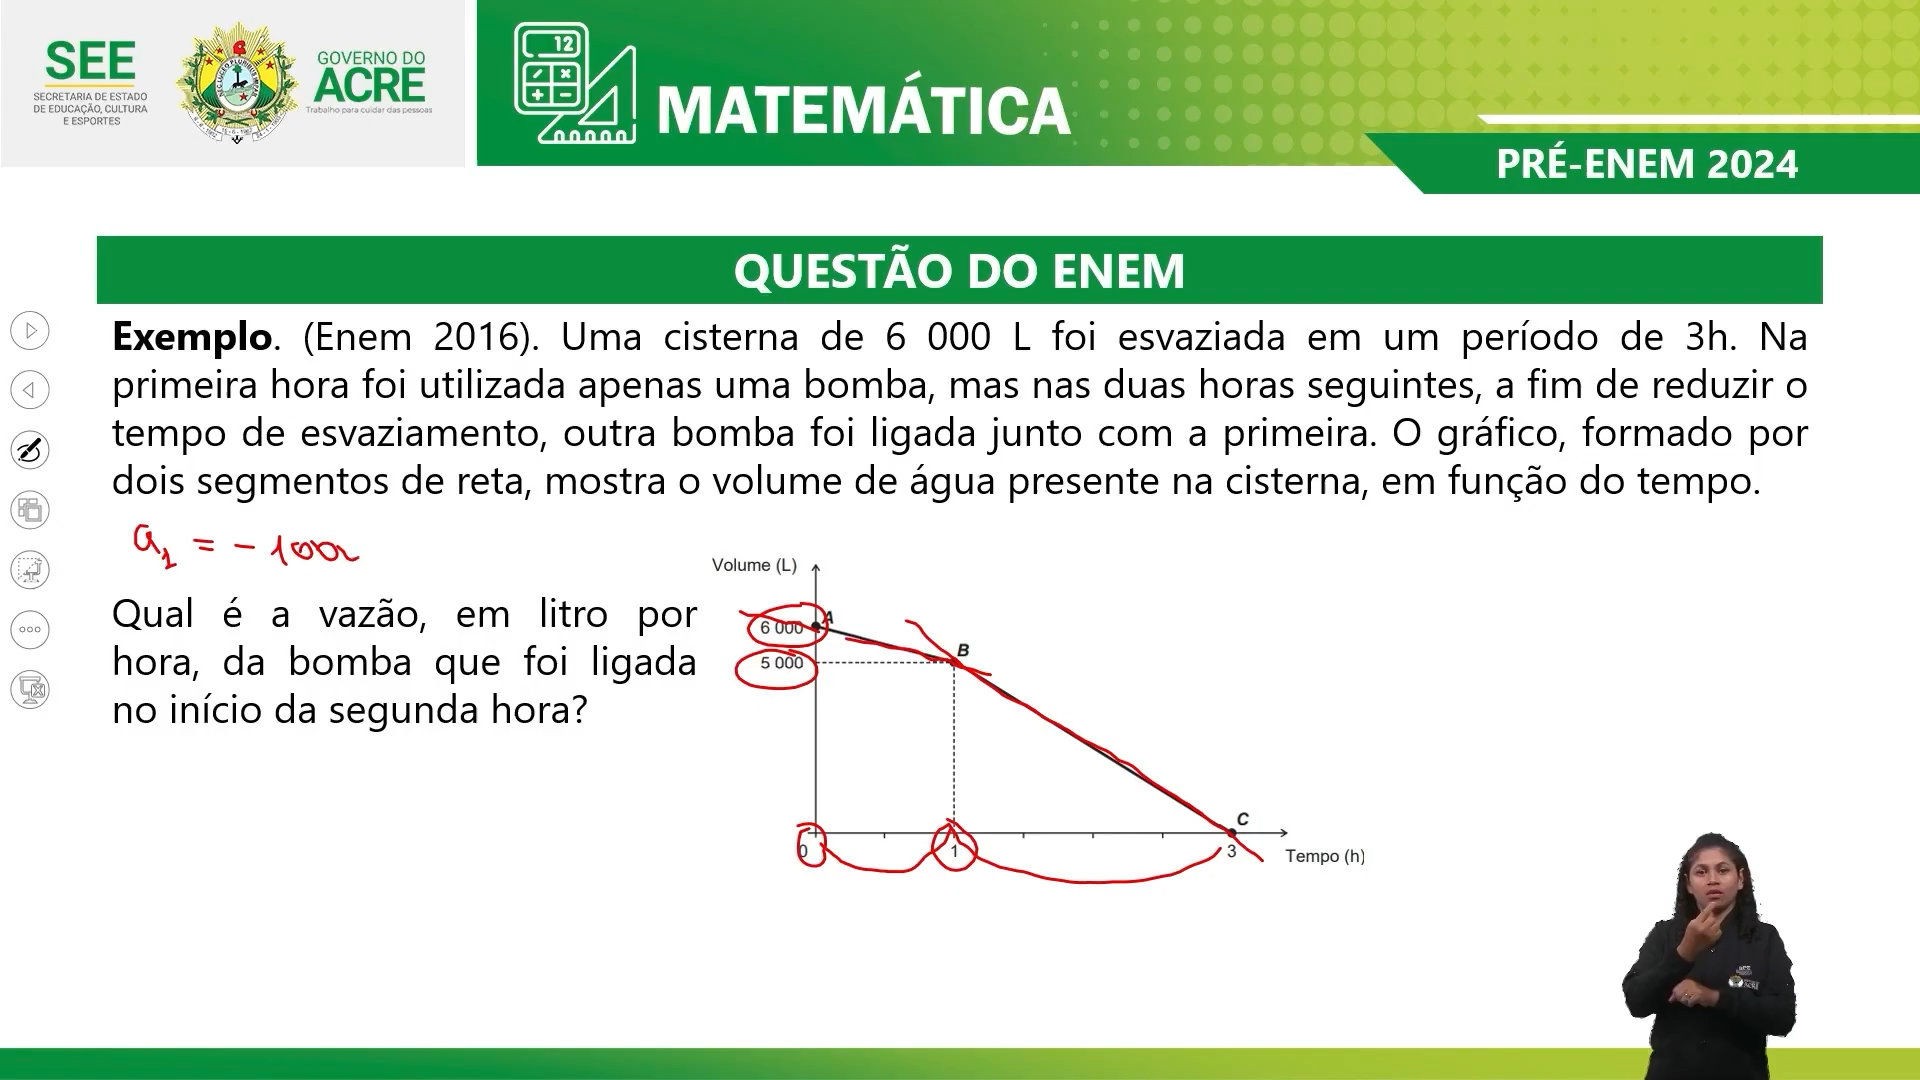 SEE
SECRETARIA DE ESTADO
DE EDUCAÇÃO, CULTURA
E ESPORTES
GOVERNO DO
ACRE
Trabalho para cuidar das pessoas
12
MATEMÁTICA
PRÉ-ENEM 2024
QUESTÃO DO ENEM
Exemplo. (Enem 2016). Uma cisterna de 6 000 L foi esvaziada em um período de 3h. Na
primeira hora foi utilizada apenas uma bomba, mas nas duas horas seguintes, a fim de reduzir o
tempo de esvaziamento, outra bomba foi ligada junto com a primeira. O gráfico, formado por
dois segmentos de reta, mostra o volume de água presente na cisterna, em função do tempo.
a₁ = - 1000
Qual é a vazão, em litro por
hora, da bomba que foi ligada
no início da segunda hora?
Volume (L)
6 000
A
5 000
B
C
0
1
3
Tempo (h)